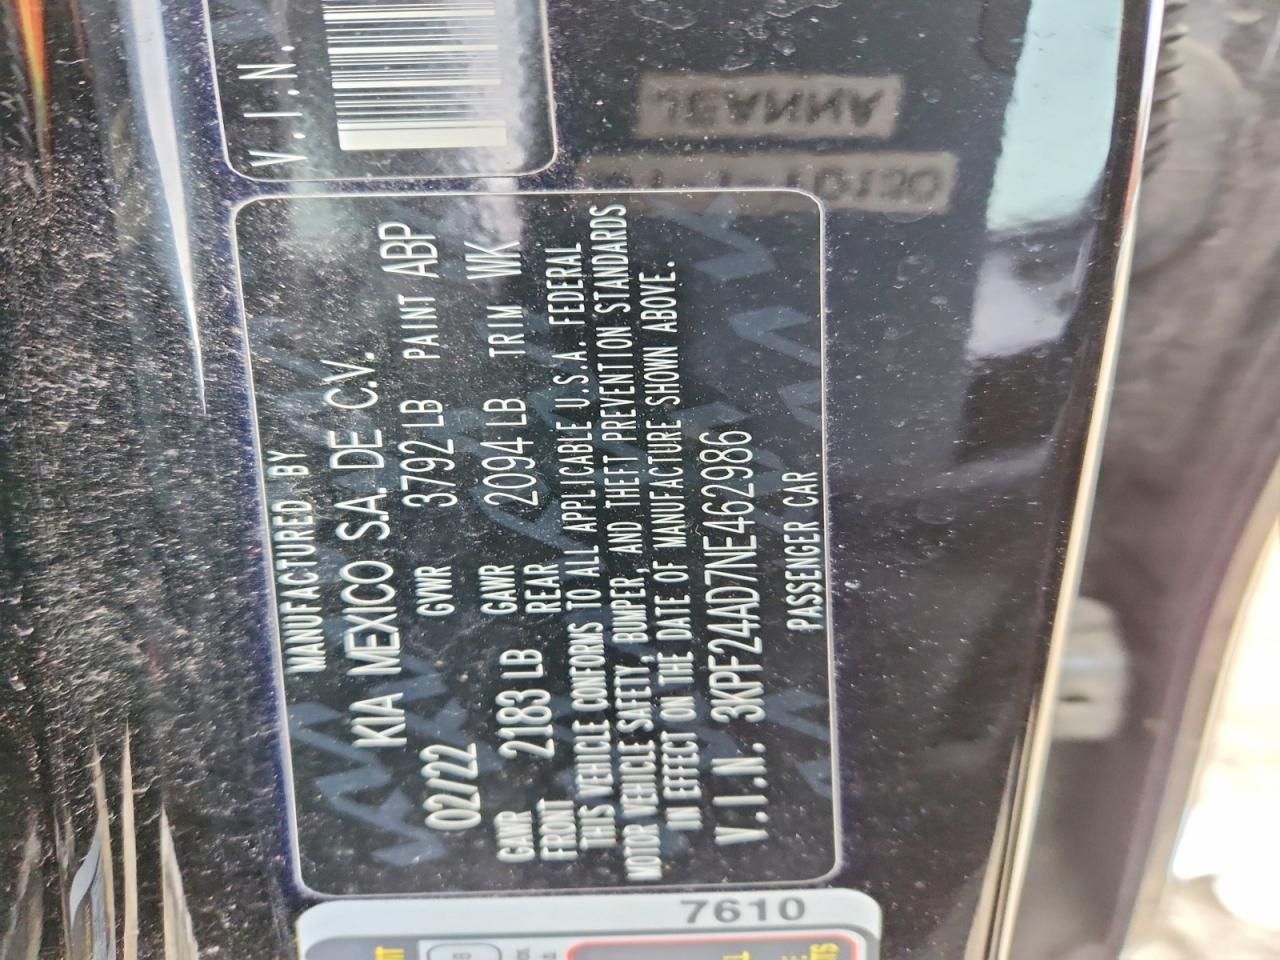 V.I.N.
MANUFACTURED BY
KIA MEXICO S.A. DE C.V.
02/22 GVWR 3792 LB PAINT ABP
GAWR FRONT 2183 LB GAWR REAR 2094 LB TRIM WK
THIS VEHICLE CONFORMS TO ALL APPLICABLE U.S.A. FEDERAL
MOTOR VEHICLE SAFETY, BUMPER, AND THEFT PREVENTION STANDARDS
IN EFFECT ON THE DATE OF MANUFACTURE SHOWN ABOVE.
V.I.N. 3KPF24AD7NE462986
PASSENGER CAR
7610